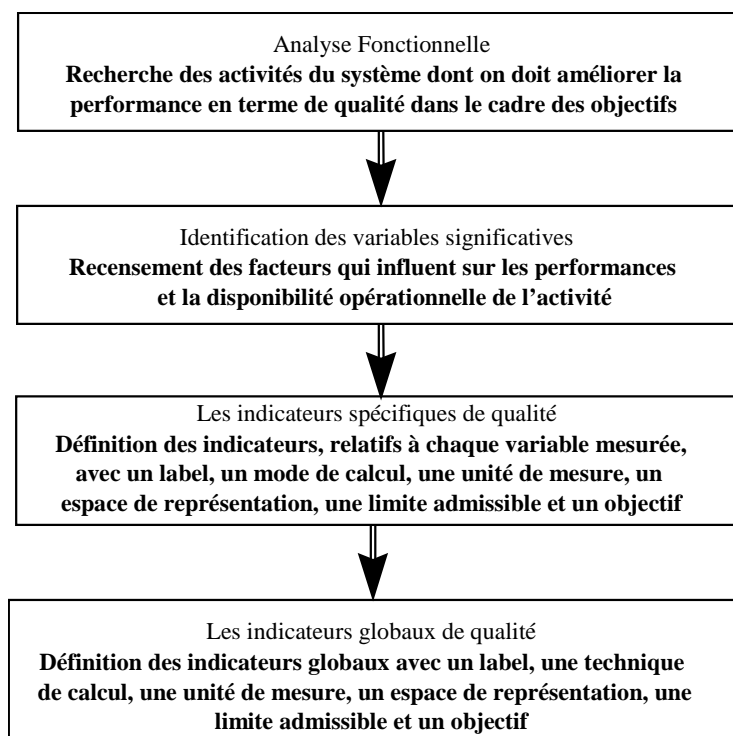 Analyse Fonctionnelle
Recherche des activités du système dont on doit améliorer la
performance en terme de qualité dans le cadre des objectifs
Identification des variables significatives
Recensement des facteurs qui influent sur les performances
et la disponibilité opérationnelle de l’activité
Les indicateurs spécifiques de qualité
Définition des indicateurs, relatifs à chaque variable mesurée,
avec un label, un mode de calcul, une unité de mesure, un
espace de représentation, une limite admissible et un objectif
Les indicateurs globaux de qualité
Définition des indicateurs globaux avec un label, une technique
de calcul, une unité de mesure, un espace de représentation, une
limite admissible et un objectif